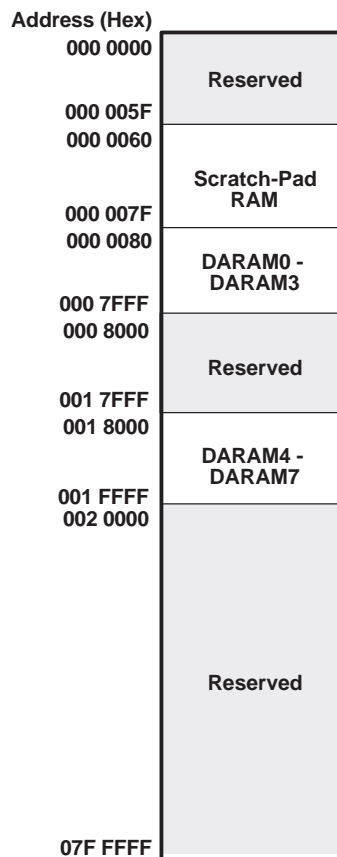 Address (Hex)
000 0000
Reserved
000 005F
000 0060
Scratch-Pad
RAM
000 007F
000 0080
DARAM0 -
DARAM3
000 7FFF
000 8000
Reserved
001 7FFF
001 8000
DARAM4 -
DARAM7
001 FFFF
002 0000
Reserved
07F FFFF